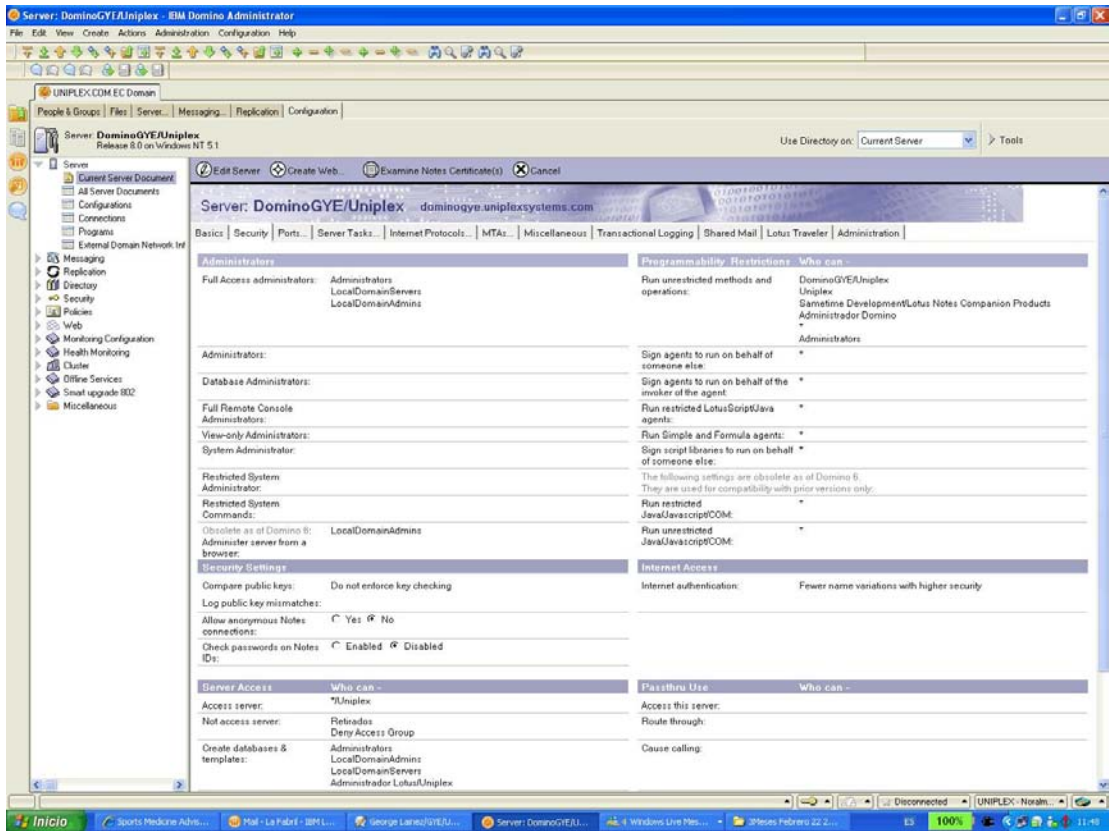 Server: DominoGYE/Uniplex - IBM Domino Administrator
File Edit View Create Actions Administration Configuration Help
UNIPLEX.COM.EC Domain
People & Groups Files Server... Messaging... Replication Configuration
Server: DominoGYE/Uniplex
Release 8.0 on Windows NT 5.1
Use Directory on: Current Server Tools
Server
Current Server Document
All Server Documents
Configurations
Connections
Programs
External Domain Network Inf
Messaging
Replication
Directory
Security
Policies
Web
Monitoring Configuration
Health Monitoring
Cluster
Offline Services
Smart upgrade 802
Miscellaneous
Edit Server Create Web... Examine Notes Certificate(s) Cancel
Server: DominoGYE/Uniplex dominogye.uniplexsystems.com
Basics Security Ports... Server Tasks... Internet Protocols... MTAs... Miscellaneous Transactional Logging Shared Mail Lotus Traveler Administration
Administrators
Full Access administrators: Administrators
LocalDomainServers
LocalDomainAdmins
Administrators:
Database Administrators:
Full Remote Console
Administrators:
View-only Administrators:
System Administrator:
Restricted System
Administrator:
Restricted System
Commands:
Obsolete as of Domino 6: LocalDomainAdmins
Administer server from a
browser:
Programmability Restrictions Who can -
Run unrestricted methods and DominoGYE/Uniplex
operations: Uniplex
Sametime Development/Lotus Notes Companion Products
Administrador Domino
*
Administrators
Sign agents to run on behalf of *
someone else:
Sign agents to run on behalf of the *
invoker of the agent:
Run restricted LotusScript/Java *
agents:
Run Simple and Formula agents: *
Sign script libraries to run on behalf *
of someone else:
The following settings are obsolete as of Domino 6.
They are used for compatibility with prior versions only:
Run restricted *
Java/Javascript/COM:
Run unrestricted *
Java/Javascript/COM:
Security Settings
Compare public keys: Do not enforce key checking
Log public key mismatches:
Allow anonymous Notes Yes No
connections:
Check passwords on Notes Enabled Disabled
IDs:
Internet Access
Internet authentication: Fewer name variations with higher security
Server Access Who can -
Access server: */Uniplex
Not access server: Retirados
Deny Access Group
Create databases & Administrators
templates: LocalDomainAdmins
LocalDomainServers
Administrador Lotus/Uniplex
Passthru Use Who can -
Access this server:
Route through:
Cause calling:
Disconnected UNIPLEX - Noralm...
Inicio Sports Medicine Advis... Mail - La Fabril - IBM L... Server: DominoGYE/U... 4 Windows Live Mes... 3Meses Febrero 22 2... ES 100% 11:48